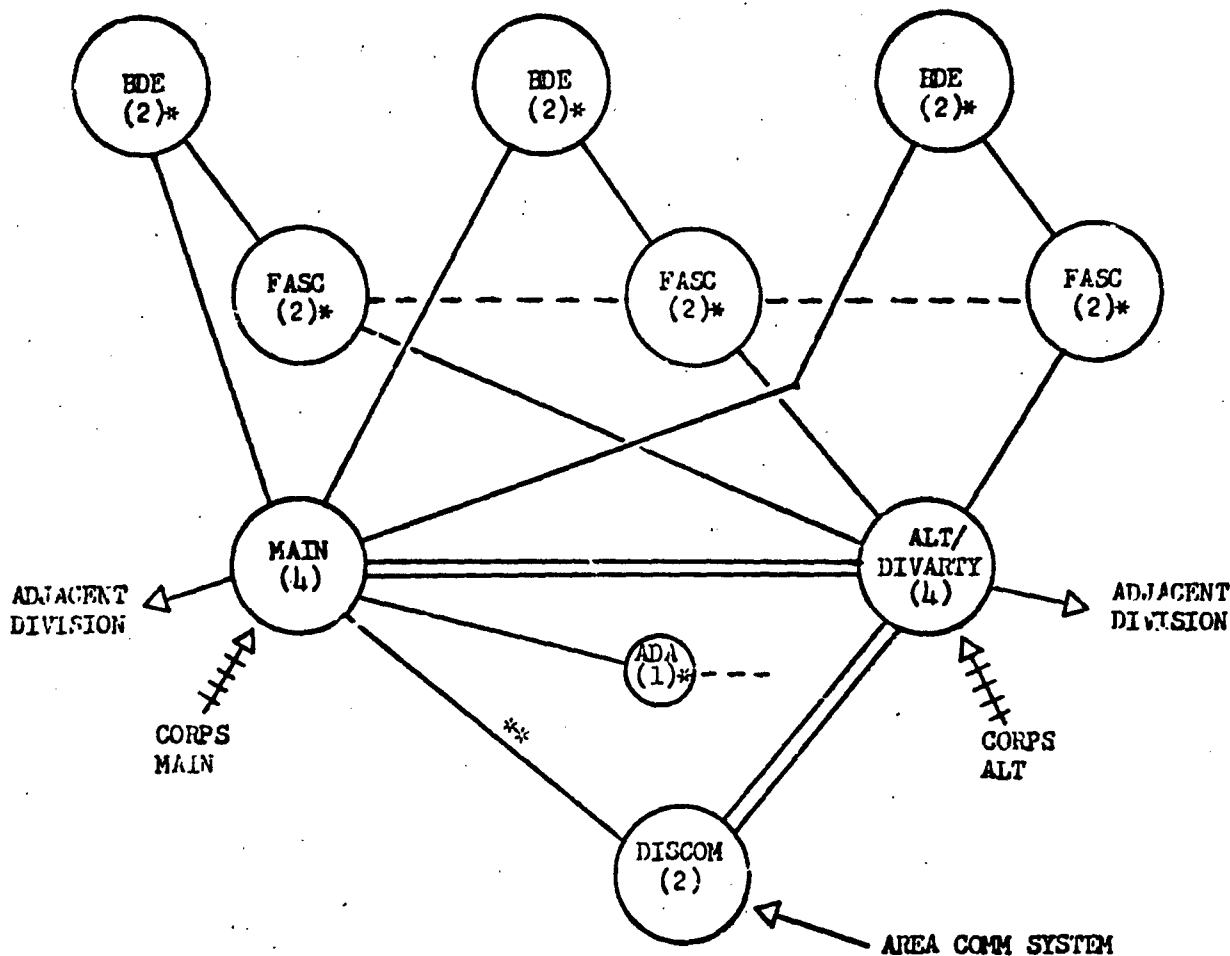 BDE
(2)*
BDE
(2)*
BDE
(2)*
FASC
(2)*
FASC
(2)*
FASC
(2)*
MAIN
(4)
ALT/
DIVARTY
(4)
ADJACENT
DIVISION
ADJACENT
DIVISION
ADA
(1)*
CORPS
MAIN
**
CORPS
ALT
DISCOM
(2)
AREA COMM SYSTEM